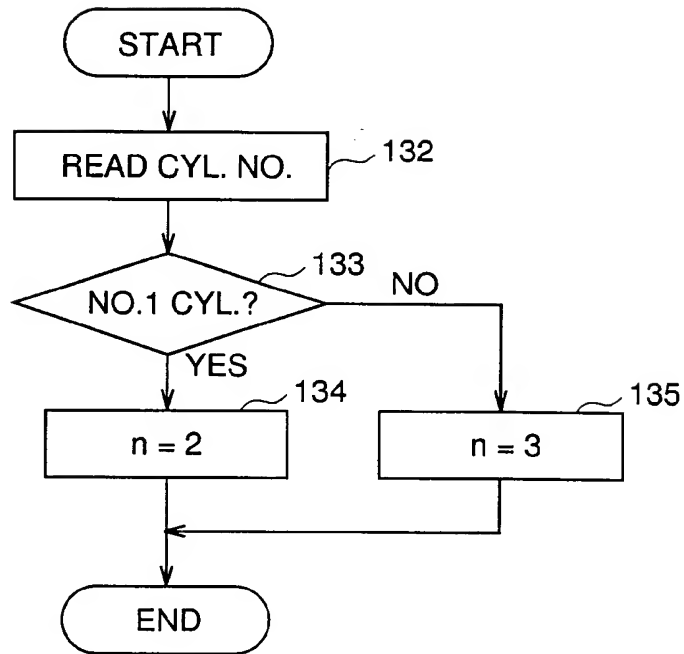 START
READ CYL. NO.
132
133
NO.1 CYL.?
NO
YES
134
n = 2
135
n = 3
END